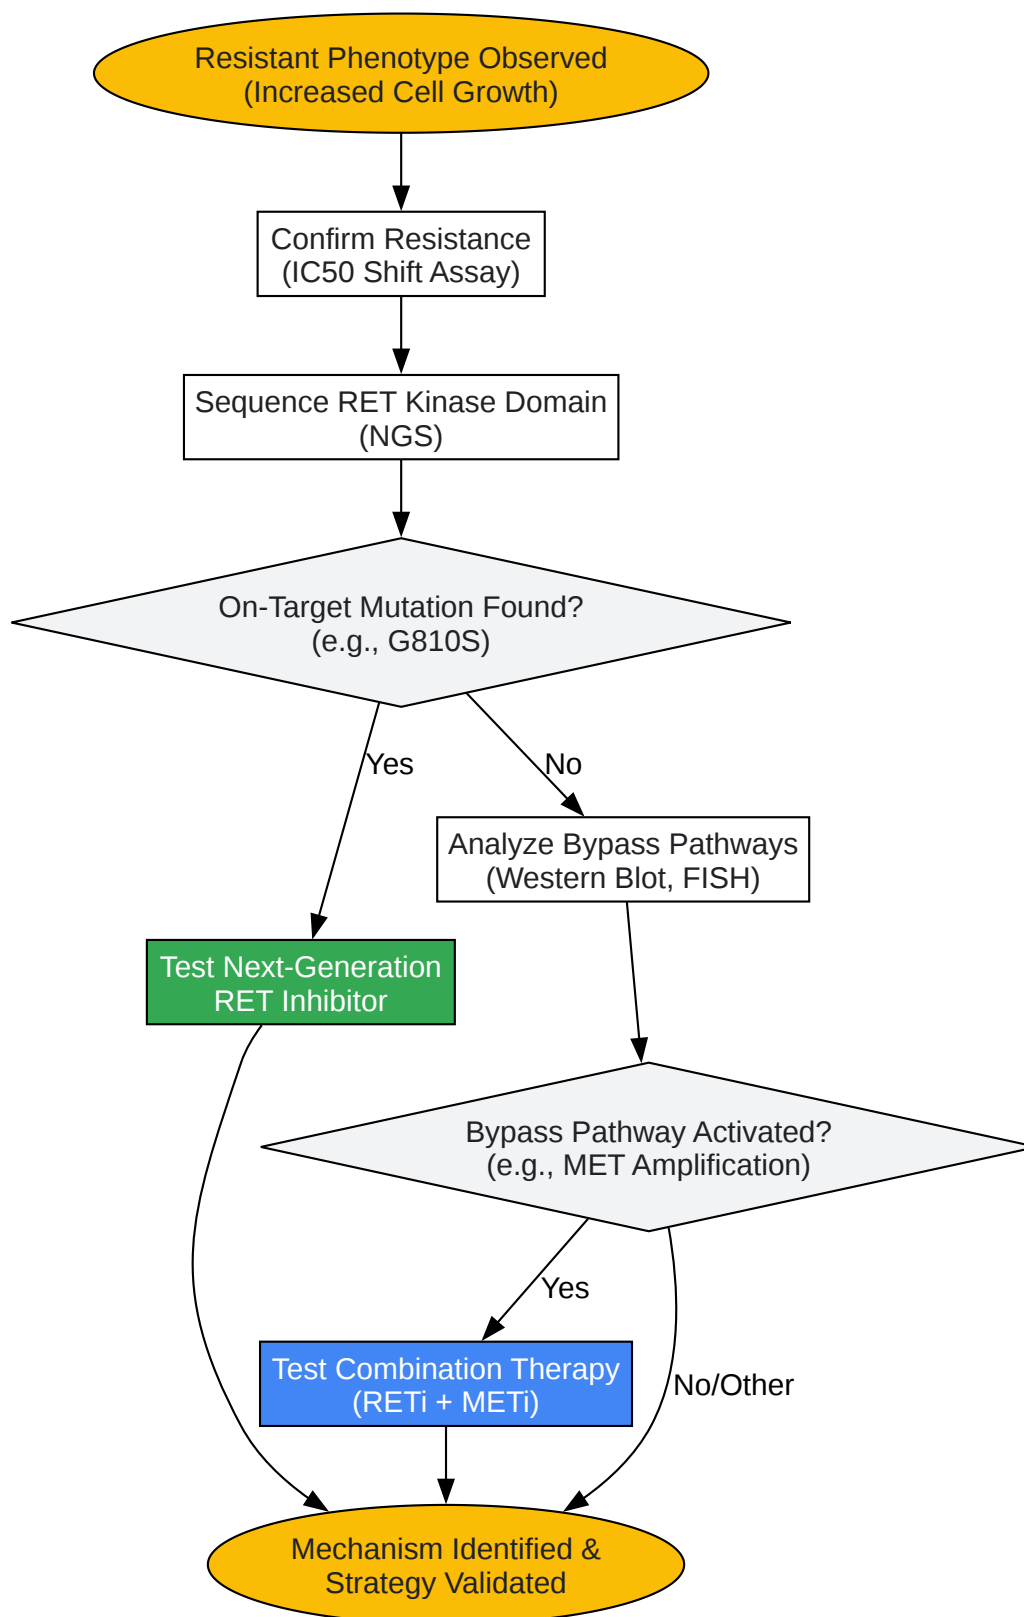 Resistant Phenotype Observed
(Increased Cell Growth)
Confirm Resistance
(IC50 Shift Assay)
Sequence RET Kinase Domain
(NGS)
On-Target Mutation Found?
(e.g., G810S)
Yes
No
Analyze Bypass Pathways
(Western Blot, FISH)
Test Next-Generation
RET Inhibitor
Bypass Pathway Activated?
(e.g., MET Amplification)
Yes
Test Combination Therapy
(RETi + METi)
No/Other
Mechanism Identified &
Strategy Validated